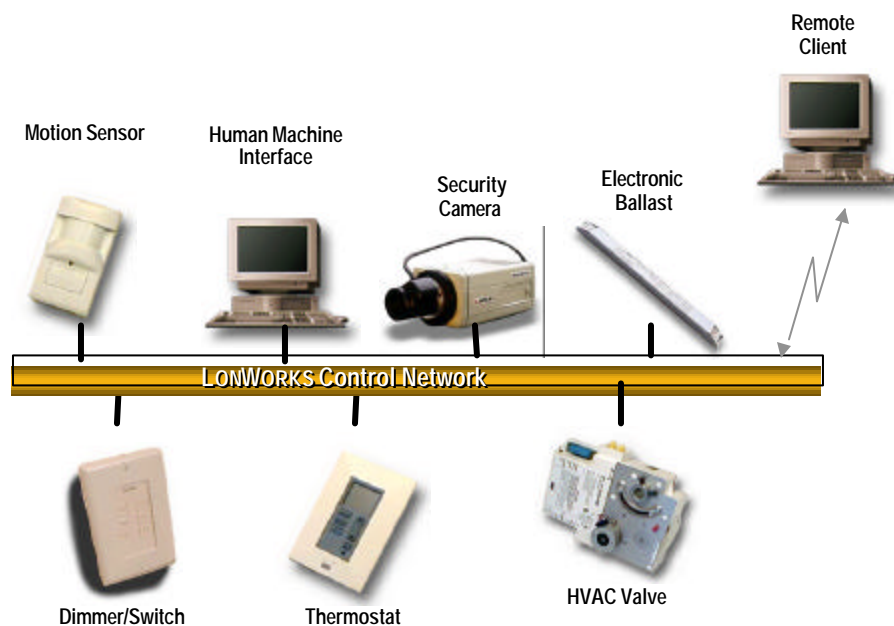 Remote
Client
Motion Sensor
Human Machine
Interface
Security
Camera
Electronic
Ballast
LONWORKS Control Network
Dimmer/Switch
Thermostat
HVAC Valve